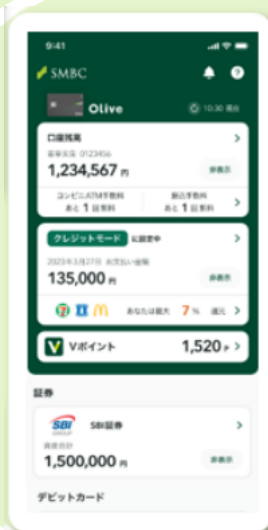 9:41
SMBC
Olive
10:30 現在
口座残高
普通預金 0123456
1,234,567 円
非表示
コンビニATM手数料
あと 1 回無料
振込手数料
あと 1 回無料
クレジットモード に設定中
2023年3月27日 お支払い金額
135,000 円
非表示
あなたは最大 7 % 還元
Vポイント
1,520 P
証券
SBI GROUP
SBI証券
資産合計
1,500,000 円
非表示
デビットカード